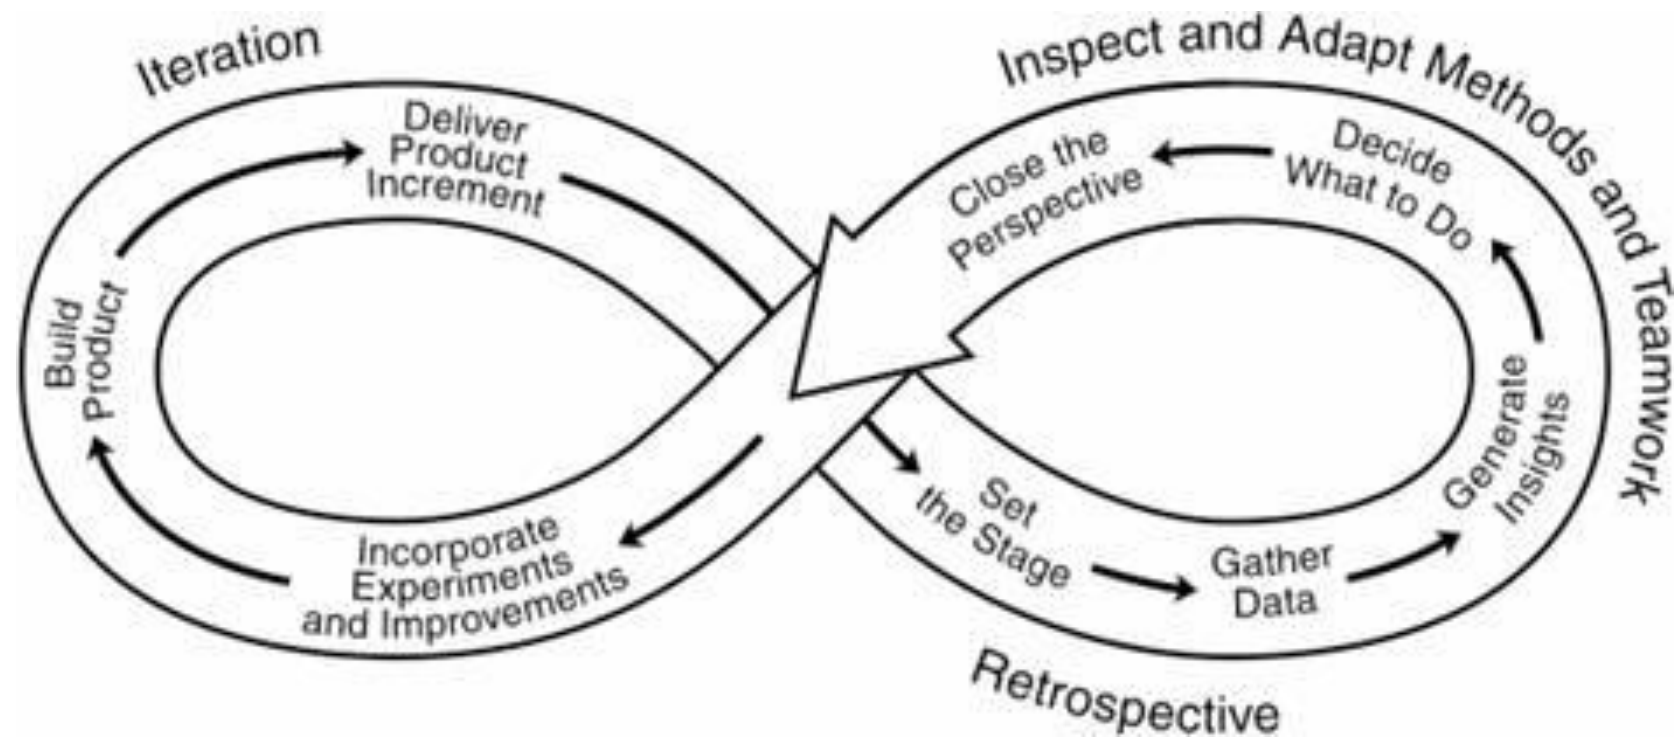 Iteration
Deliver
Product
Increment
Build
Product
Incorporate
Experiments
and Improvements
Inspect and Adapt Methods and Teamwork
Close the
Perspective
Decide
What to Do
Generate
Insights
Gather
Data
Set
the Stage
Retrospective